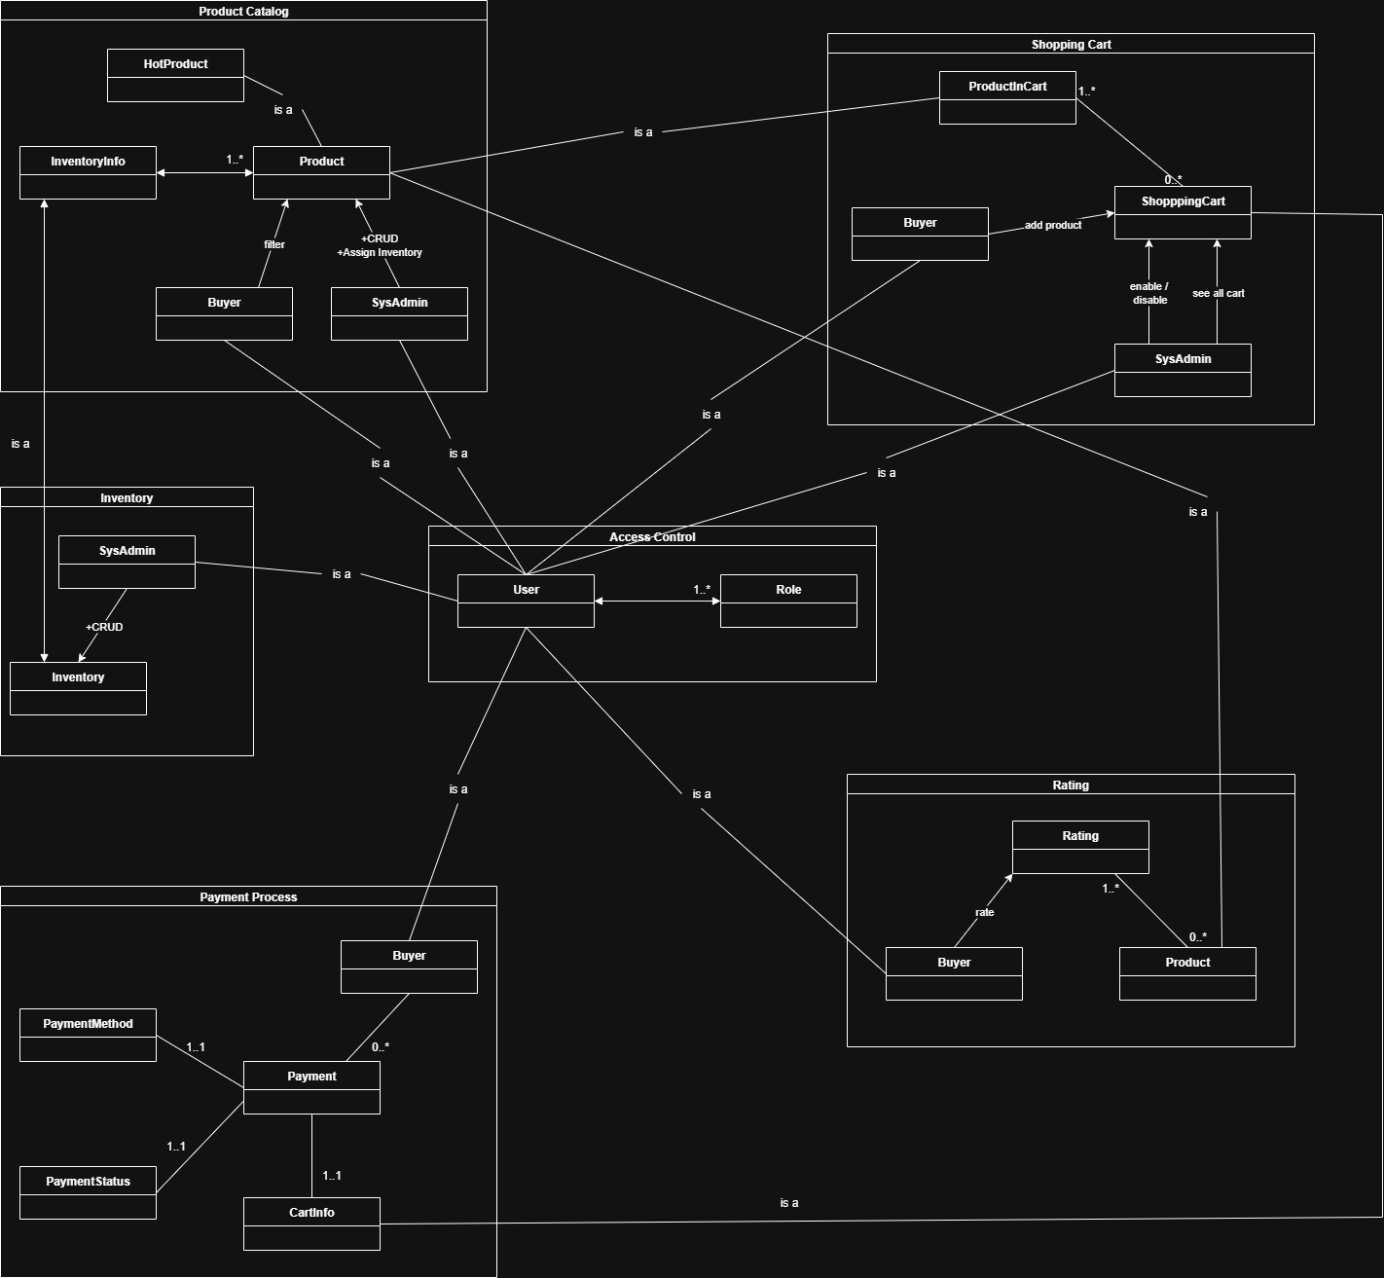 Product Catalog
HotProduct
is a
InventoryInfo
1..*
Product
filter
+CRUD
+Assign Inventory
Buyer
SysAdmin
Shopping Cart
ProductInCart
1..*
is a
0..*
ShopppingCart
Buyer
add product
enable /
disable
see all cart
SysAdmin
is a
is a
is a
is a
is a
is a
Inventory
SysAdmin
is a
+CRUD
Inventory
Access Control
User
1..*
Role
is a
is a
Rating
Rating
1..*
rate
0..*
Buyer
Product
Payment Process
Buyer
PaymentMethod
1..1
0..*
Payment
1..1
PaymentStatus
1..1
CartInfo
is a